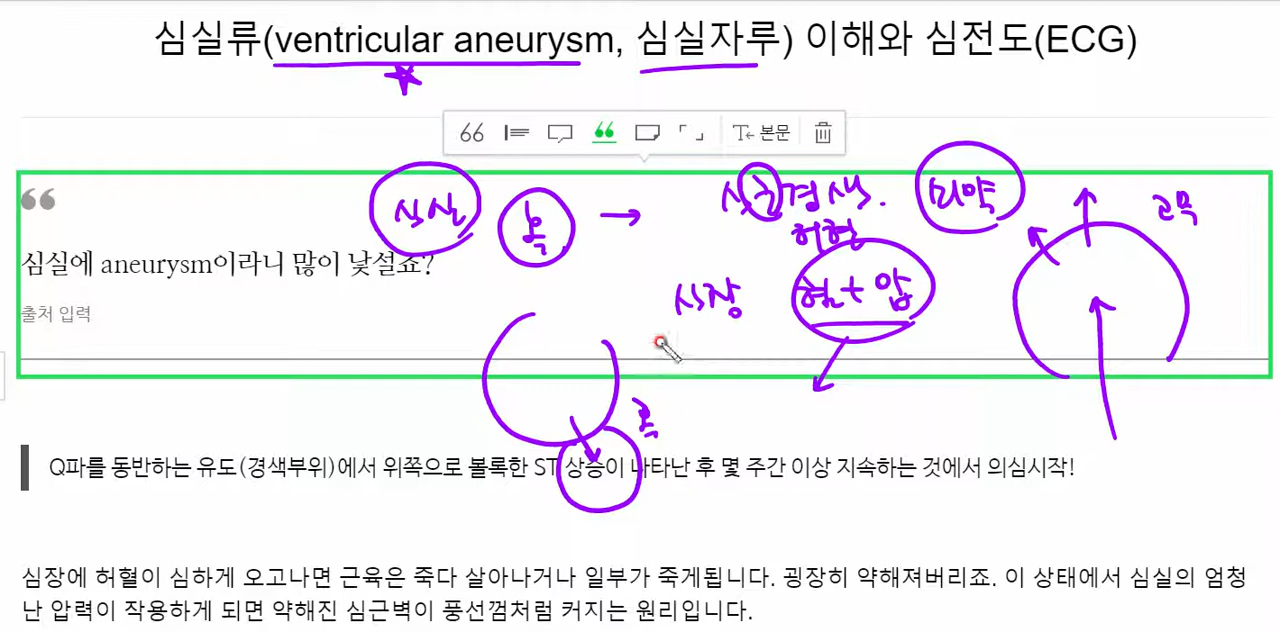 심실류(ventricular aneurysm, 심실자루) 이해와 심전도(ECG)
66 본문
심실 혹 → 심근경색. 미약 고무
허혈
심실에 aneurysm이라니 많이 낯설죠?
심장 혈+압
출처 입력
혹
Q파를 동반하는 유도(경색부위)에서 위쪽으로 볼록한 ST 상승이 나타난 후 몇 주간 이상 지속하는 것에서 의심시작!
심장에 허혈이 심하게 오고나면 근육은 죽다 살아나거나 일부가 죽게됩니다. 굉장히 약해져버리죠. 이 상태에서 심실의 엄청
난 압력이 작용하게 되면 약해진 심근벽이 풍선껌처럼 커지는 원리입니다.